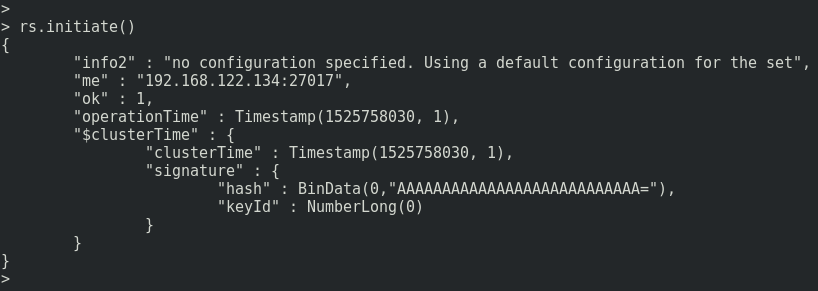 >
> rs.initiate()
{
        "info2" : "no configuration specified. Using a default configuration for the set",
        "me" : "192.168.122.134:27017",
        "ok" : 1,
        "operationTime" : Timestamp(1525758030, 1),
        "$clusterTime" : {
                "clusterTime" : Timestamp(1525758030, 1),
                "signature" : {
                        "hash" : BinData(0,"AAAAAAAAAAAAAAAAAAAAAAAAAAA="),
                        "keyId" : NumberLong(0)
                }
        }
}
>